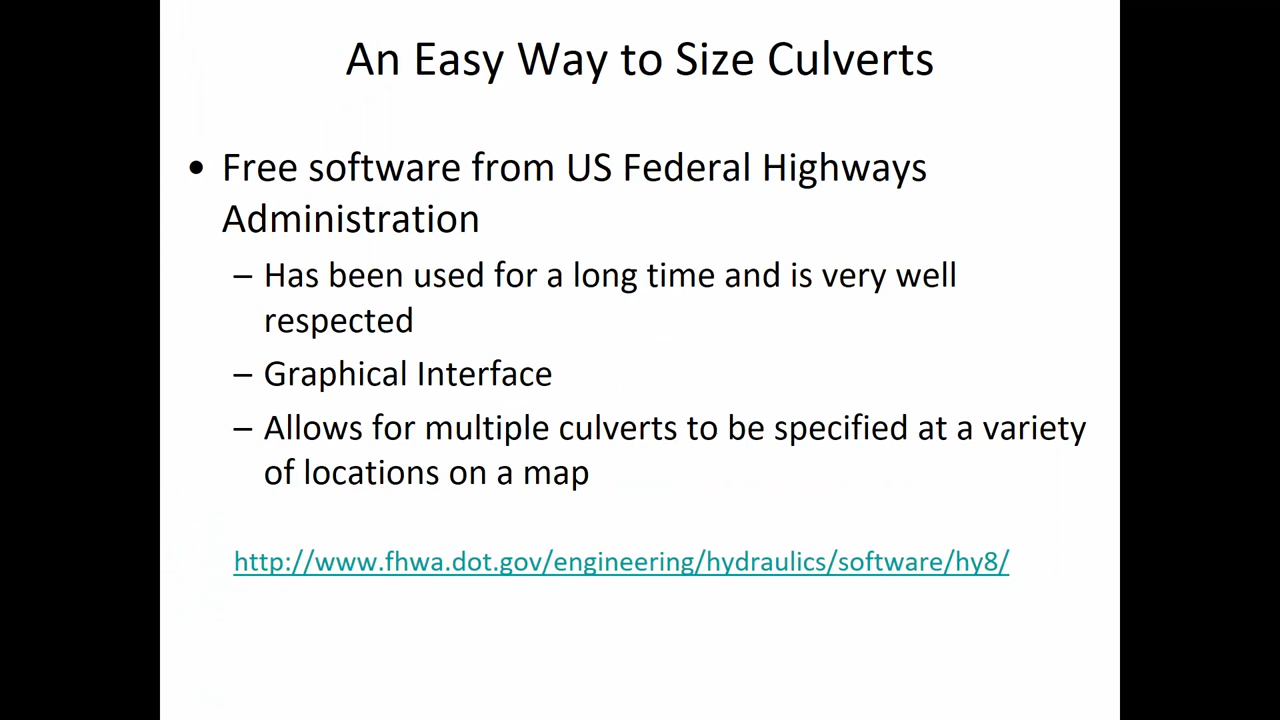 An Easy Way to Size Culverts
• Free software from US Federal Highways
Administration
– Has been used for a long time and is very well
respected
– Graphical Interface
– Allows for multiple culverts to be specified at a variety
of locations on a map
http://www.fhwa.dot.gov/engineering/hydraulics/software/hy8/